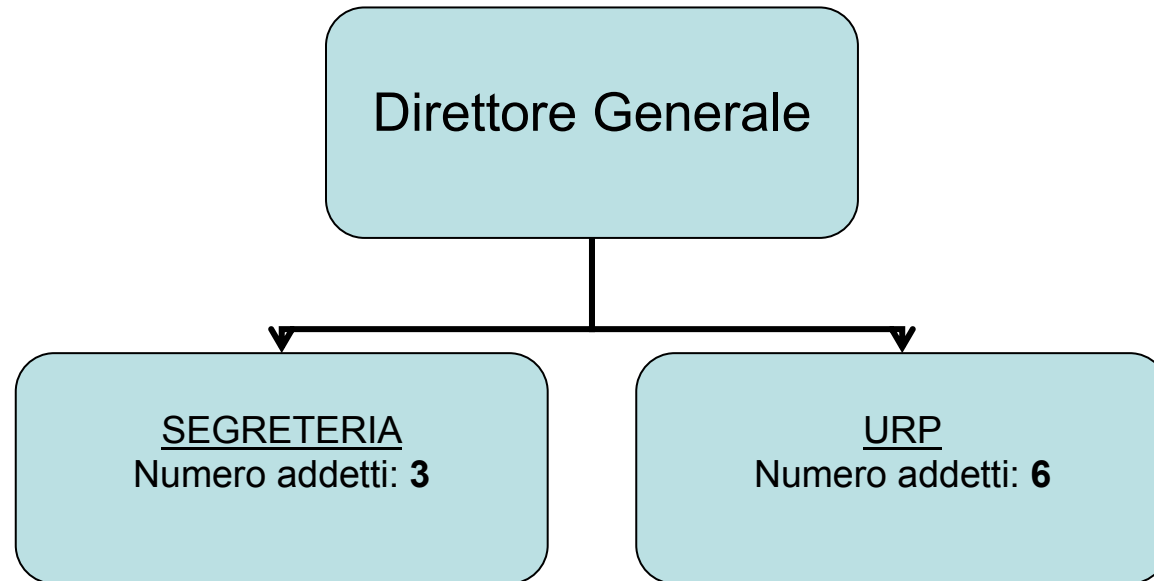 Direttore Generale
SEGRETERIA
Numero addetti: 3
URP
Numero addetti: 6